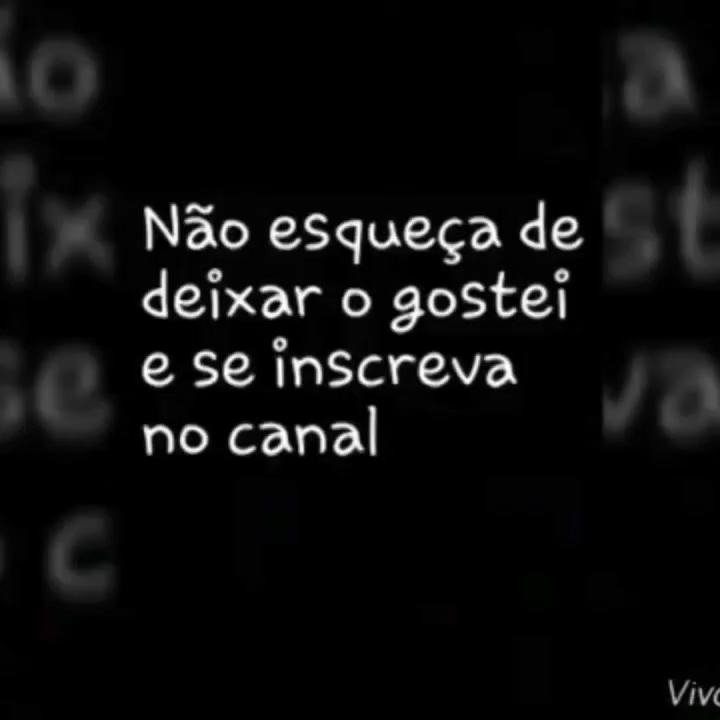 Não esqueça de
deixar o gostei
e se inscreva
no canal